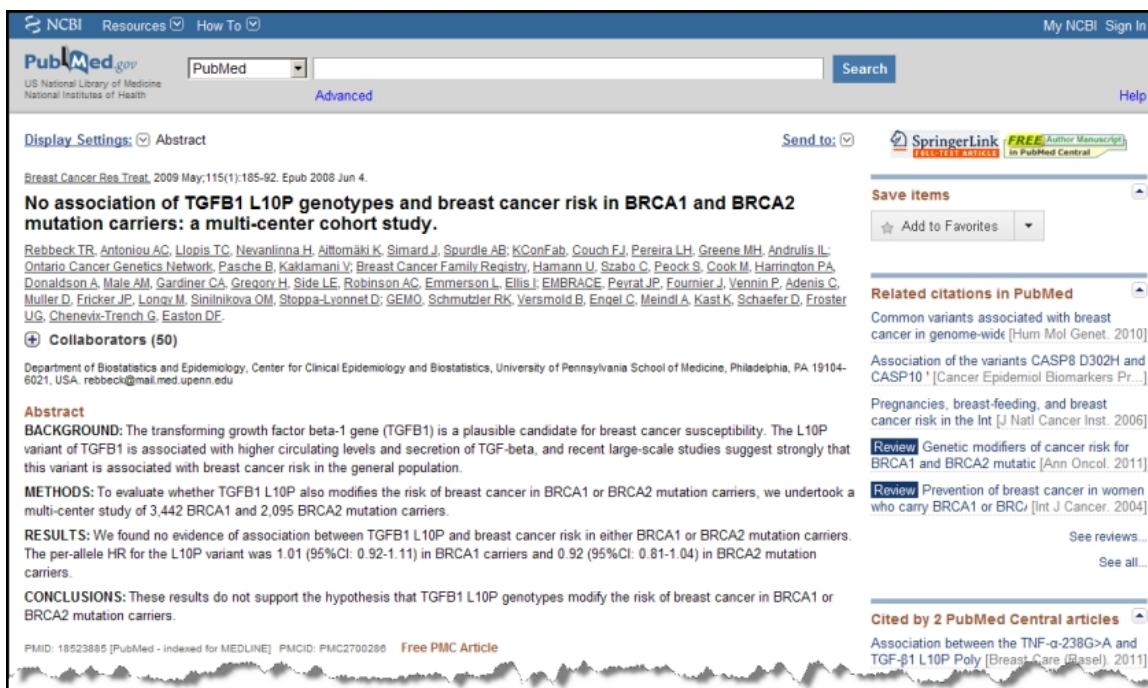 NCBI Resources How To My NCBI Sign In
PubMed.gov
US National Library of Medicine
National Institutes of Health
PubMed
Search
Advanced
Help
Display Settings: Abstract
Send to:
Breast Cancer Res Treat. 2009 May;115(1):185-92. Epub 2008 Jun 4.
No association of TGFB1 L10P genotypes and breast cancer risk in BRCA1 and BRCA2
mutation carriers: a multi-center cohort study.
Rebbeck TR, Antoniou AC, Llopis TC, Nevanlinna H, Aittomäki K, Simard J, Spurdle AB; KConFab, Couch FJ, Pereira LH, Greene MH, Andrulis IL;
Ontario Cancer Genetics Network, Pasche B, Kaklamani V; Breast Cancer Family Registry, Hamann U, Szabo C, Peock S, Cook M, Harrington PA,
Donaldson A, Male AM, Gardiner CA, Gregory H, Side LE, Robinson AC, Emmerson L, Ellis I; EMBRACE, Peyrat JP, Fournier J, Vennin P, Adenis C,
Muller D, Fricker JP, Longy M, Sinilnikova OM, Stoppa-Lyonnet D; GEMO, Schmutzler RK, Versmold B, Engel C, Meindl A, Kast K, Schaefer D, Froster
UG, Chenevix-Trench G, Easton DF.
Collaborators (50)
Department of Biostatistics and Epidemiology, Center for Clinical Epidemiology and Biostatistics, University of Pennsylvania School of Medicine, Philadelphia, PA 19104-
6021, USA. rebbeck@mail.med.upenn.edu
Abstract
BACKGROUND: The transforming growth factor beta-1 gene (TGFB1) is a plausible candidate for breast cancer susceptibility. The L10P
variant of TGFB1 is associated with higher circulating levels and secretion of TGF-beta, and recent large-scale studies suggest strongly that
this variant is associated with breast cancer risk in the general population.
METHODS: To evaluate whether TGFB1 L10P also modifies the risk of breast cancer in BRCA1 or BRCA2 mutation carriers, we undertook a
multi-center study of 3,442 BRCA1 and 2,095 BRCA2 mutation carriers.
RESULTS: We found no evidence of association between TGFB1 L10P and breast cancer risk in either BRCA1 or BRCA2 mutation carriers.
The per-allele HR for the L10P variant was 1.01 (95%CI: 0.92-1.11) in BRCA1 carriers and 0.92 (95%CI: 0.81-1.04) in BRCA2 mutation
carriers.
CONCLUSIONS: These results do not support the hypothesis that TGFB1 L10P genotypes modify the risk of breast cancer in BRCA1 or
BRCA2 mutation carriers.
PMID: 18523885 [PubMed - indexed for MEDLINE] PMCID: PMC2700286 Free PMC Article
SpringerLink
FULL-TEXT ARTICLE
FREE Author Manuscript
in PubMed Central
Save items
Add to Favorites
Related citations in PubMed
Common variants associated with breast
cancer in genome-wide [Hum Mol Genet. 2010]
Association of the variants CASP8 D302H and
CASP10 ' [Cancer Epidemiol Biomarkers Pr...]
Pregnancies, breast-feeding, and breast
cancer risk in the Int [J Natl Cancer Inst. 2006]
Review Genetic modifiers of cancer risk for
BRCA1 and BRCA2 mutatic [Ann Oncol. 2011]
Review Prevention of breast cancer in women
who carry BRCA1 or BRC/ [Int J Cancer. 2004]
See reviews...
See all...
Cited by 2 PubMed Central articles
Association between the TNF-α-238G>A and
TGF-β1 L10P Poly [Breast Care (Basel). 2011]